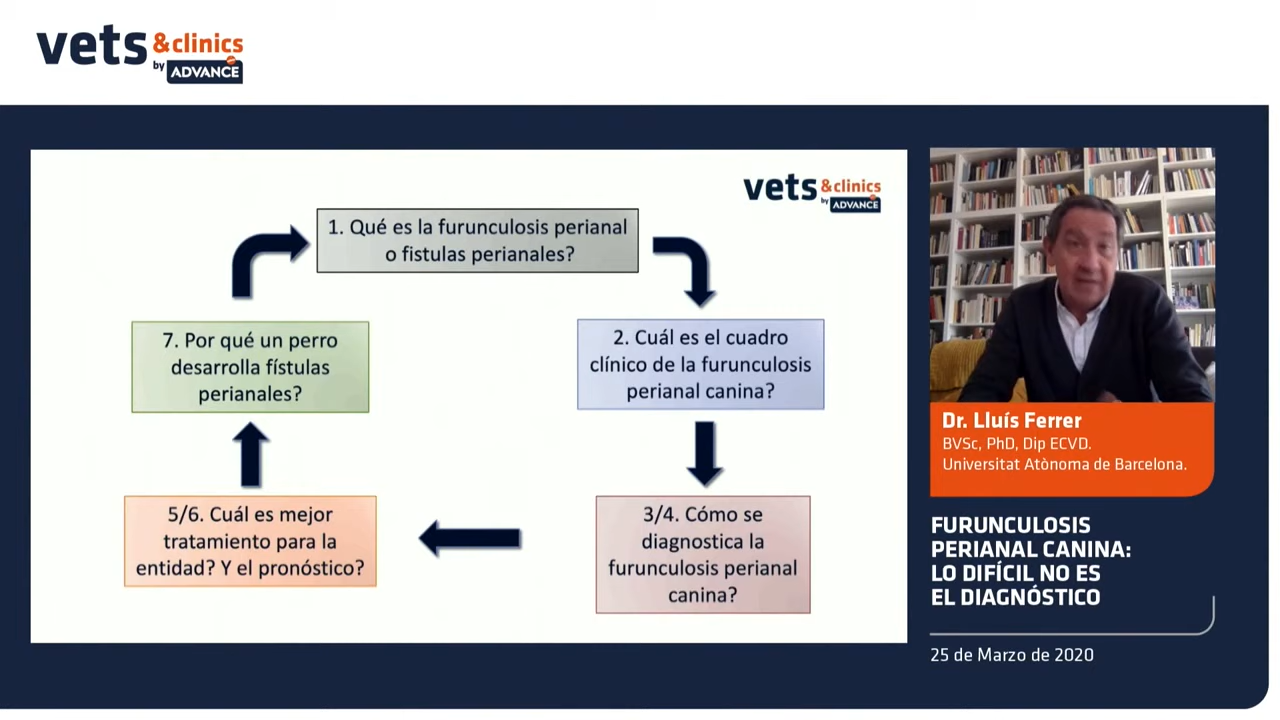 vets &clinics
by ADVANCE
vets &clinics
by ADVANCE
1. Qué es la furunculosis perianal
o fistulas perianales?
2. Cuál es el cuadro
clínico de la furunculosis
perianal canina?
3/4. Cómo se
diagnostica la
furunculosis perianal
canina?
5/6. Cuál es mejor
tratamiento para la
entidad? Y el pronóstico?
7. Por qué un perro
desarrolla fístulas
perianales?
Dr. Lluís Ferrer
BVSc, PhD, Dip ECVD.
Universitat Atònoma de Barcelona.
FURUNCULOSIS
PERIANAL CANINA:
LO DIFÍCIL NO ES
EL DIAGNÓSTICO
25 de Marzo de 2020